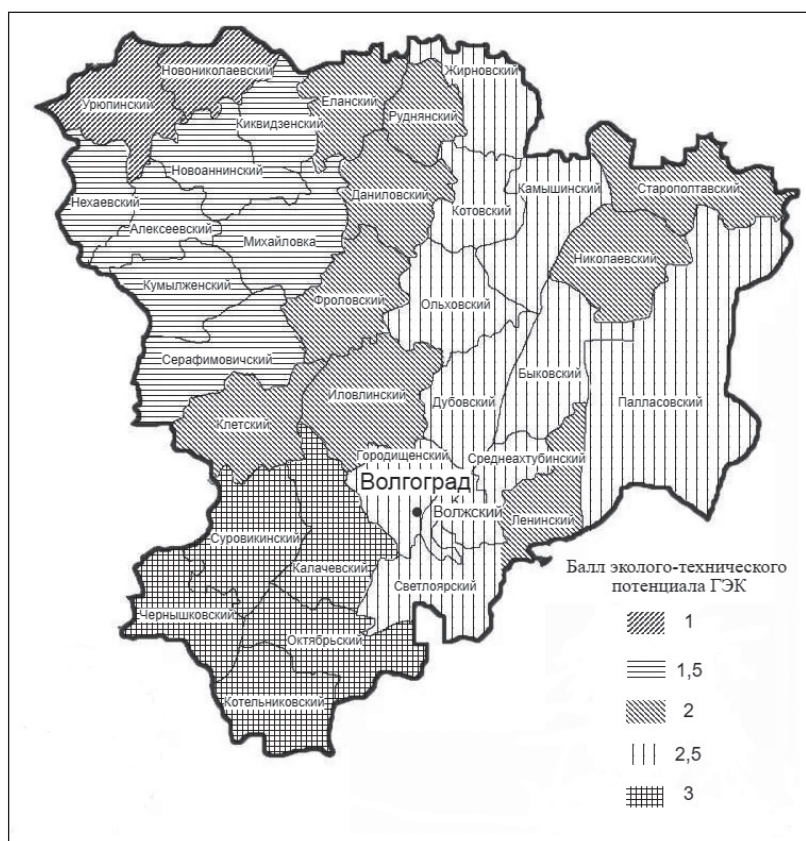 Новониколаевский
Жирновский
Урюпинский
Еланский
Руднянский
Киквидзенский
Новоаннинский
Камышинский
Старополтавский
Нехаевский
Даниловский
Котовский
Алексеевский
Михайловка
Николаевский
Кумылженский
Фроловский
Ольховский
Серафимовичский
Быковский
Иловлинский
Дубовский
Палласовский
Клетский
Городищенский
Среднеахтубинский
Волгоград
Волжский
Ленинский
Суровикинский
Калачевский
Светлоярский
Чернышковский
Октябрьский
Котельниковский
Балл эколого-технического
потенциала ГЭК
1
1,5
2
2,5
3